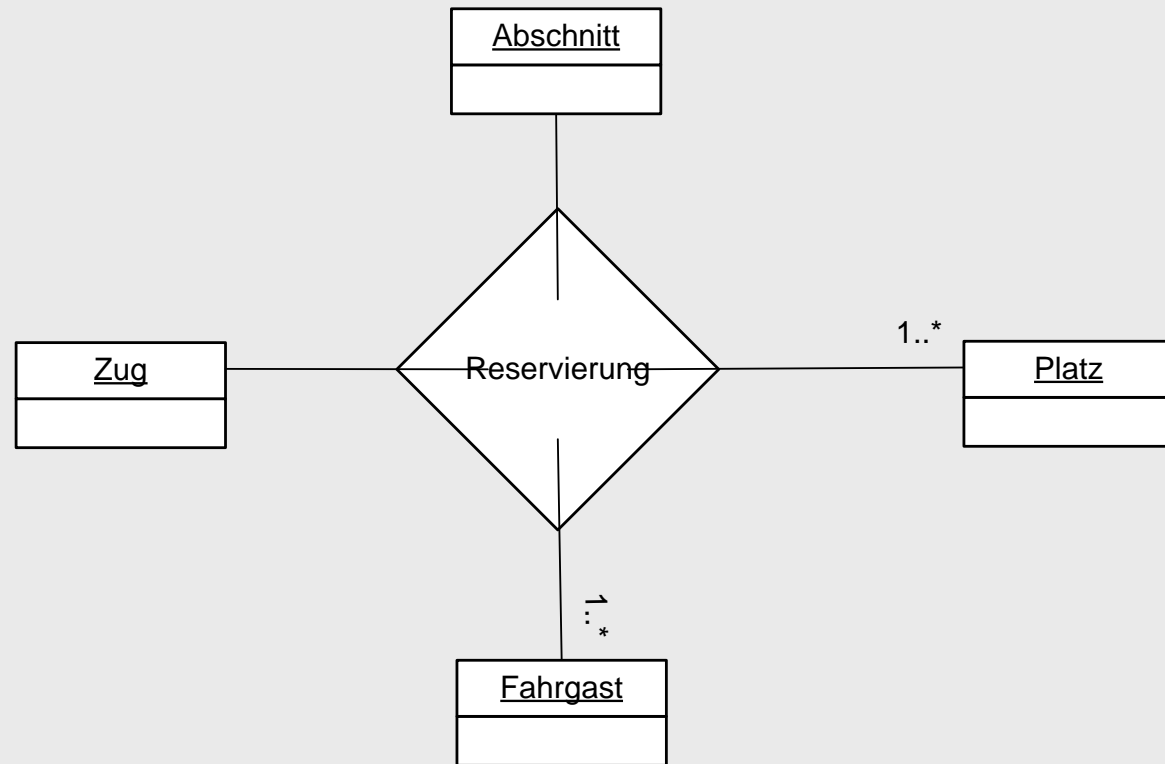 Abschnitt
1..*
Zug
Reservierung
Platz
1..*
Fahrgast